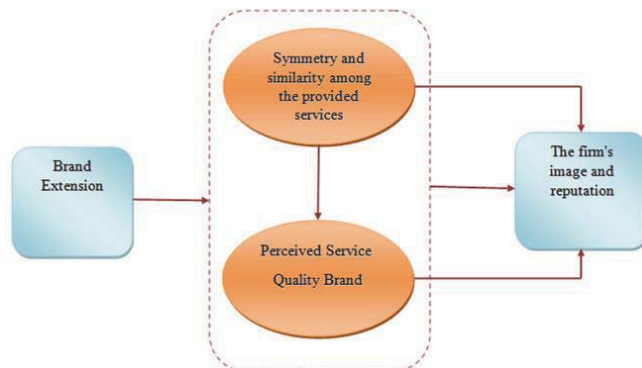 Symmetry and
similarity among
the provided
services
Brand
Extension
The firm's
image and
reputation
Perceived Service
Quality Brand